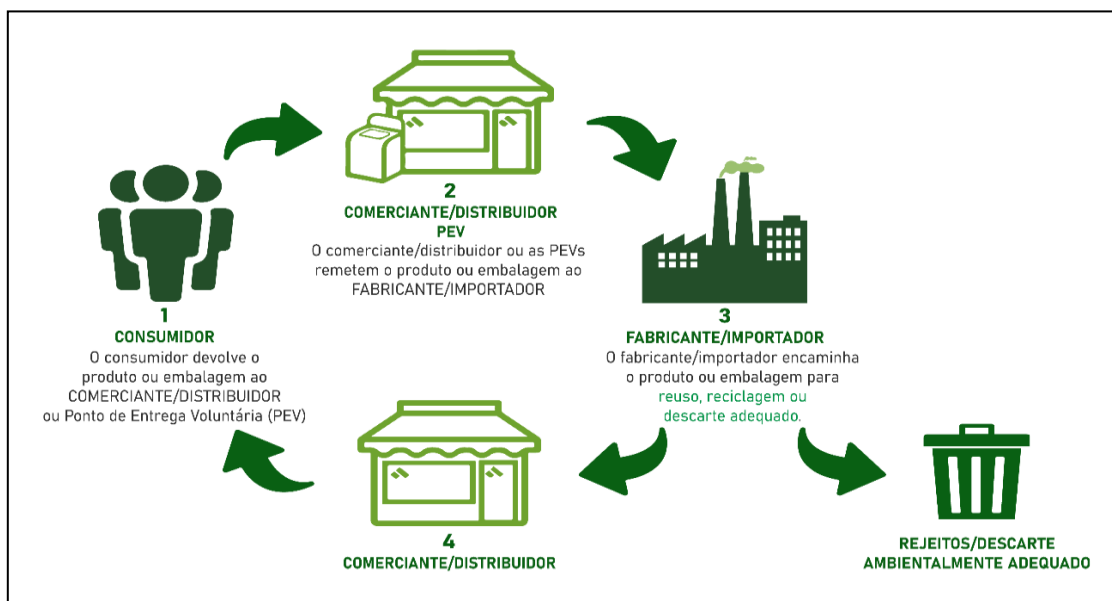 1
CONSUMIDOR
O consumidor devolve o
produto ou embalagem ao
COMERCIANTE/DISTRIBUIDOR
ou Ponto de Entrega Voluntária (PEV)
2
COMERCIANTE/DISTRIBUIDOR
PEV
O comerciante/distribuidor ou as PEVs
remetem o produto ou embalagem ao
FABRICANTE/IMPORTADOR
3
FABRICANTE/IMPORTADOR
O fabricante/importador encaminha
o produto ou embalagem para
reuso, reciclagem ou
descarte adequado.
4
COMERCIANTE/DISTRIBUIDOR
REJEITOS/DESCARTE
AMBIENTALMENTE ADEQUADO